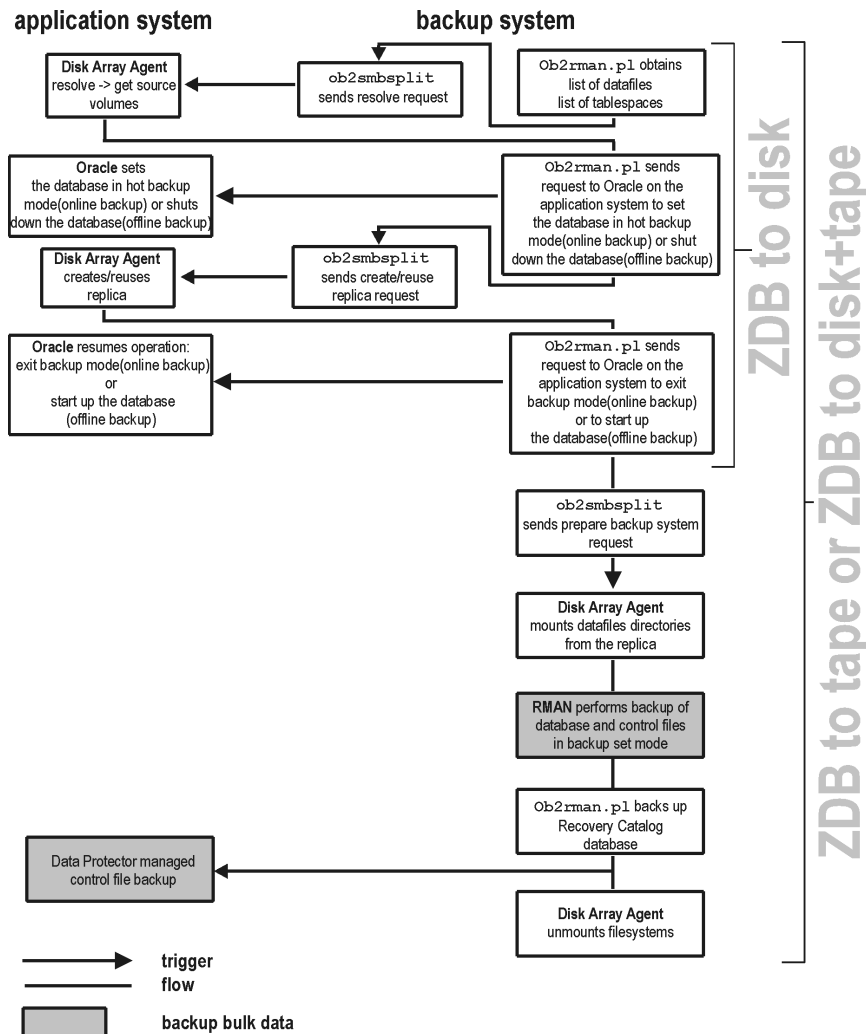 application system
backup system
Disk Array Agent
resolve -> get source
volumes
ob2smbsplit
sends resolve request
Ob2rman.pl obtains
list of datafiles
list of tablespaces
Oracle sets
the database in hot backup
mode(online backup) or shuts
down the database(offline backup)
Ob2rman.pl sends
request to Oracle on the
application system to set
the database in hot backup
mode(online backup) or shut
down the database(offline backup)
Disk Array Agent
creates/reuses
replica
ob2smbsplit
sends create/reuse
replica request
Oracle resumes operation:
exit backup mode(online backup)
or
start up the database
(offline backup)
Ob2rman.pl sends
request to Oracle on the
application system to exit
backup mode(online backup)
or to start up
the database(offline backup)
ob2smbsplit
sends prepare backup system
request
Disk Array Agent
mounts datafiles directories
from the replica
RMAN performs backup of
database and control files
in backup set mode
Ob2rman.pl backs up
Recovery Catalog
database
Data Protector managed
control file backup
Disk Array Agent
unmounts filesystems
ZDB to disk
ZDB to tape or ZDB to disk+tape
trigger
flow
backup bulk data